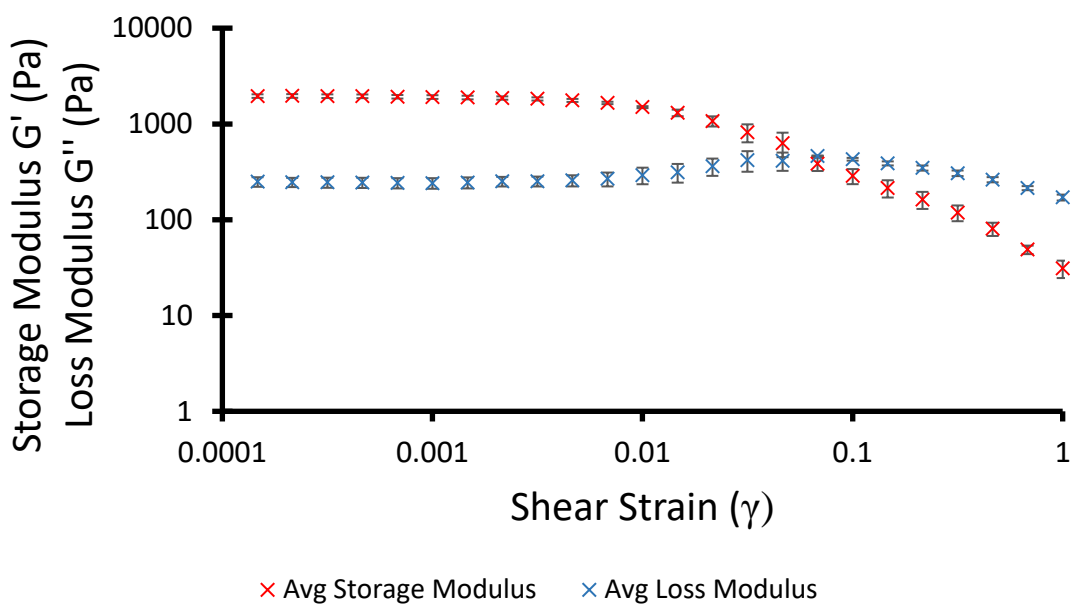 Storage Modulus G' (Pa)
Loss Modulus G'' (Pa)
10000
1000
100
10
1
0.0001
0.001
0.01
0.1
1
Shear Strain (γ)
Avg Storage Modulus
Avg Loss Modulus